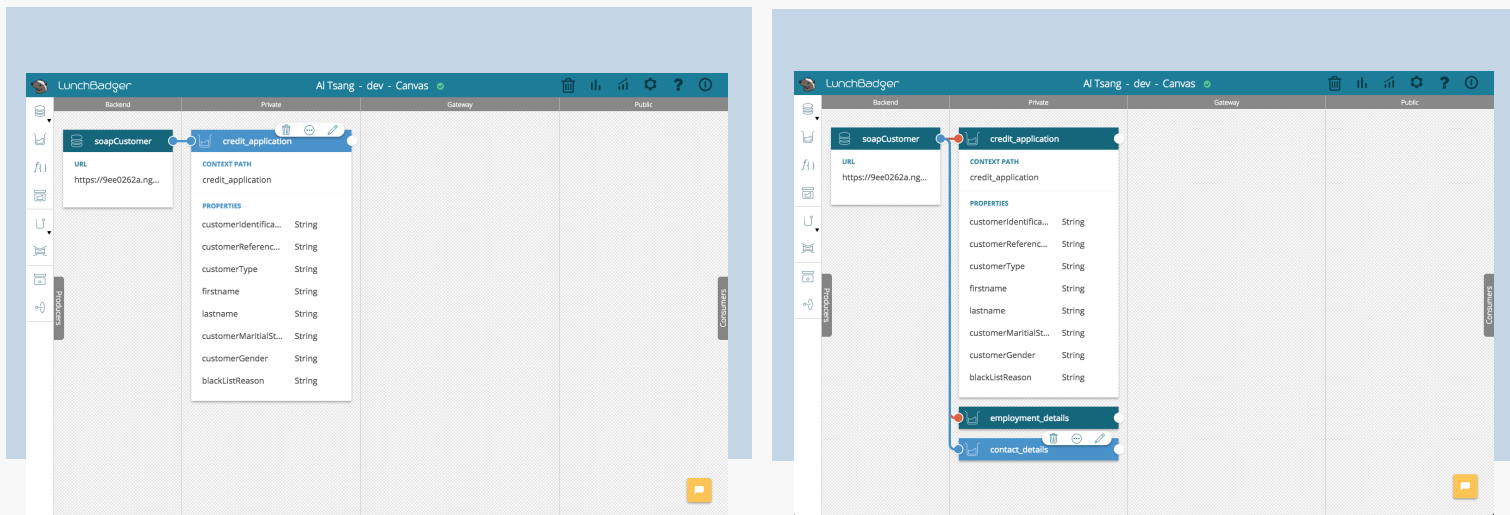 LunchBadger
Al Tsang - dev - Canvas
?
Backend Private Gateway Public
f()
Producers
soapCustomer
URL
https://9ee0262a.ng...
credit_application
CONTEXT PATH
credit_application
PROPERTIES
customerIdentifica... String
customerReferenc... String
customerType String
firstname String
lastname String
customerMaritialSt... String
customerGender String
blackListReason String
Consumers
LunchBadger
Al Tsang - dev - Canvas
?
Backend Private Gateway Public
f()
Producers
soapCustomer
URL
https://9ee0262a.ng...
credit_application
CONTEXT PATH
credit_application
PROPERTIES
customerIdentifica... String
customerReferenc... String
customerType String
firstname String
lastname String
customerMaritialSt... String
customerGender String
blackListReason String
employment_details
contact_details
Consumers